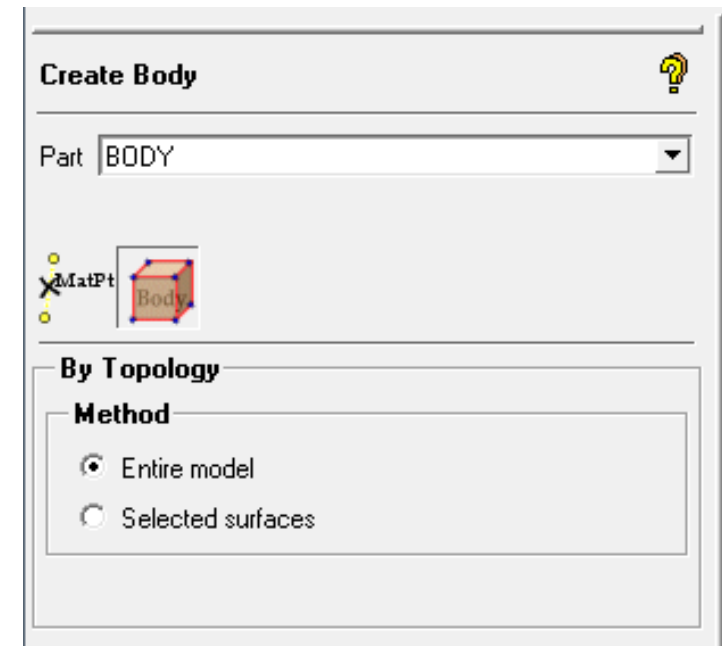 Create Body
Part BODY
MatPt Body
By Topology
Method
Entire model
Selected surfaces